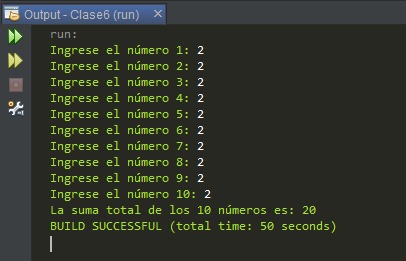 Output - Clase6 (run)
run:
Ingrese el número 1: 2
Ingrese el número 2: 2
Ingrese el número 3: 2
Ingrese el número 4: 2
Ingrese el número 5: 2
Ingrese el número 6: 2
Ingrese el número 7: 2
Ingrese el número 8: 2
Ingrese el número 9: 2
Ingrese el número 10: 2
La suma total de los 10 números es: 20
BUILD SUCCESSFUL (total time: 50 seconds)